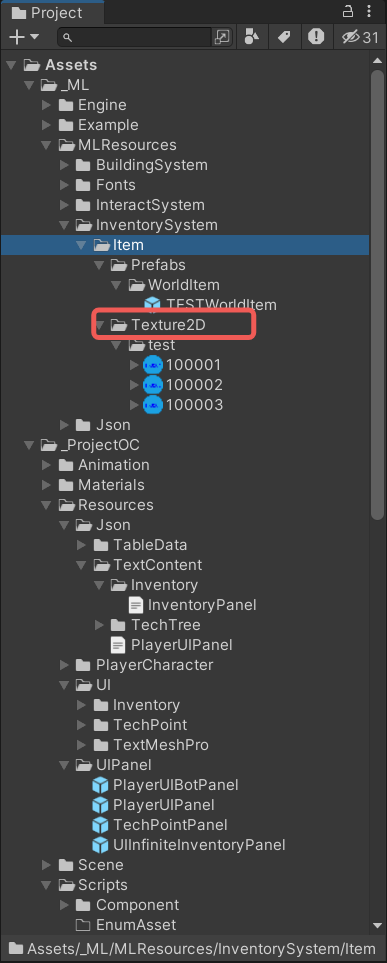 Project
31
Assets
_ML
Engine
Example
MLResources
BuildingSystem
Fonts
InteractSystem
InventorySystem
Item
Prefabs
WorldItem
TESTWorldItem
Texture2D
test
100001
100002
100003
Json
_ProjectOC
Animation
Materials
Resources
Json
TableData
TextContent
Inventory
InventoryPanel
TechTree
PlayerUIPanel
PlayerCharacter
UI
Inventory
TechPoint
TextMeshPro
UIPanel
PlayerUIBotPanel
PlayerUIPanel
TechPointPanel
UIInfiniteInventoryPanel
Scene
Scripts
Component
EnumAsset
Assets/_ML/MLResources/InventorySystem/Item